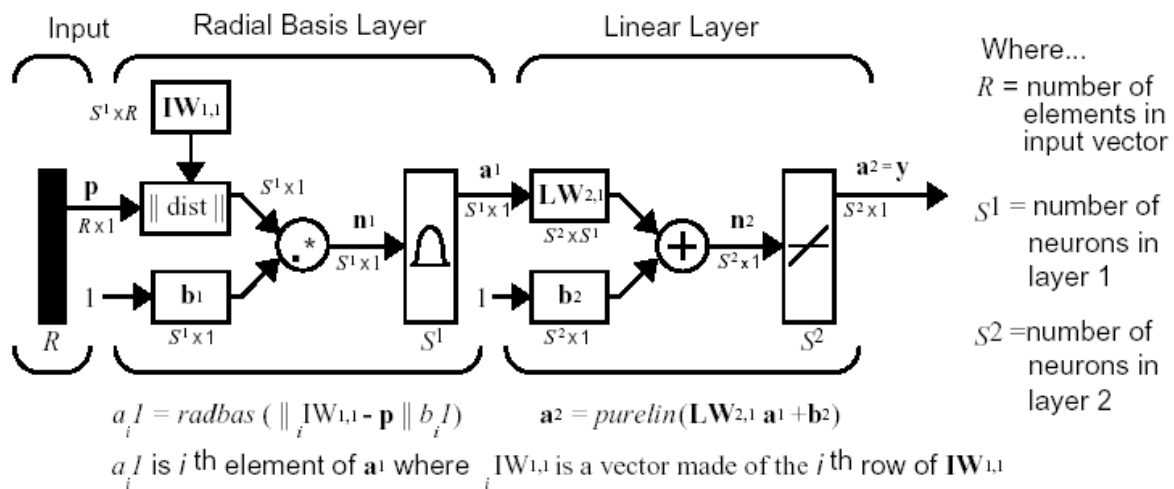 Input
Radial Basis Layer
Linear Layer
Where...
R = number of
elements in
input vector
S1 = number of
neurons in
layer 1
S2 =number of
neurons in
layer 2
S1 x R
IW1,1
p
R x 1
|| dist ||
S1 x 1
.*
n1
S1 x 1
1
b1
S1 x 1
R
S1
a1
S1 x 1
LW2,1
S2 x S1
+
n2
S2 x 1
1
b2
S2 x 1
S2
a2 = y
S2 x 1
ai1 = radbas ( || iIW1,1 - p || bi1)
a2 = purelin(LW2,1 a1 +b2)
ai1 is i th element of a1 where iIW1,1 is a vector made of the i th row of IW1,1